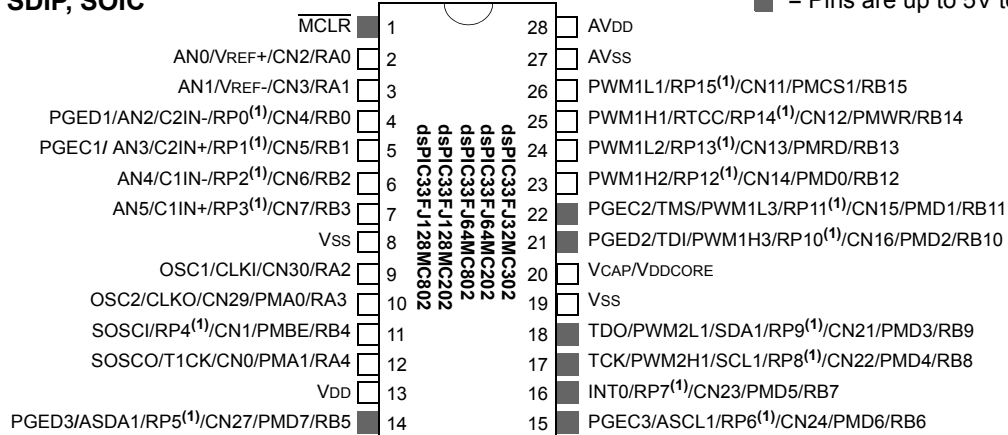 SDIP, SOIC
= Pins are up to 5V
MCLR 1 28 AVDD
AN0/VREF+/CN2/RA0 2 27 AVSS
AN1/VREF-/CN3/RA1 3 26 PWM1L1/RP15(1)/CN11/PMCS1/RB15
PGED1/AN2/C2IN-/RP0(1)/CN4/RB0 4 25 PWM1H1/RTCC/RP14(1)/CN12/PMWR/RB14
PGEC1/ AN3/C2IN+/RP1(1)/CN5/RB1 5 24 PWM1L2/RP13(1)/CN13/PMRD/RB13
AN4/C1IN-/RP2(1)/CN6/RB2 6 23 PWM1H2/RP12(1)/CN14/PMD0/RB12
AN5/C1IN+/RP3(1)/CN7/RB3 7 22 PGEC2/TMS/PWM1L3/RP11(1)/CN15/PMD1/RB11
VSS 8 21 PGED2/TDI/PWM1H3/RP10(1)/CN16/PMD2/RB10
OSC1/CLKI/CN30/RA2 9 20 VCAP/VDDCORE
OSC2/CLKO/CN29/PMA0/RA3 10 19 VSS
SOSCI/RP4(1)/CN1/PMBE/RB4 11 18 TDO/PWM2L1/SDA1/RP9(1)/CN21/PMD3/RB9
SOSCO/T1CK/CN0/PMA1/RA4 12 17 TCK/PWM2H1/SCL1/RP8(1)/CN22/PMD4/RB8
VDD 13 16 INT0/RP7(1)/CN23/PMD5/RB7
PGED3/ASDA1/RP5(1)/CN27/PMD7/RB5 14 15 PGEC3/ASCL1/RP6(1)/CN24/PMD6/RB6
dsPIC33FJ32MC302
dsPIC33FJ64MC202
dsPIC33FJ64MC802
dsPIC33FJ128MC202
dsPIC33FJ128MC802